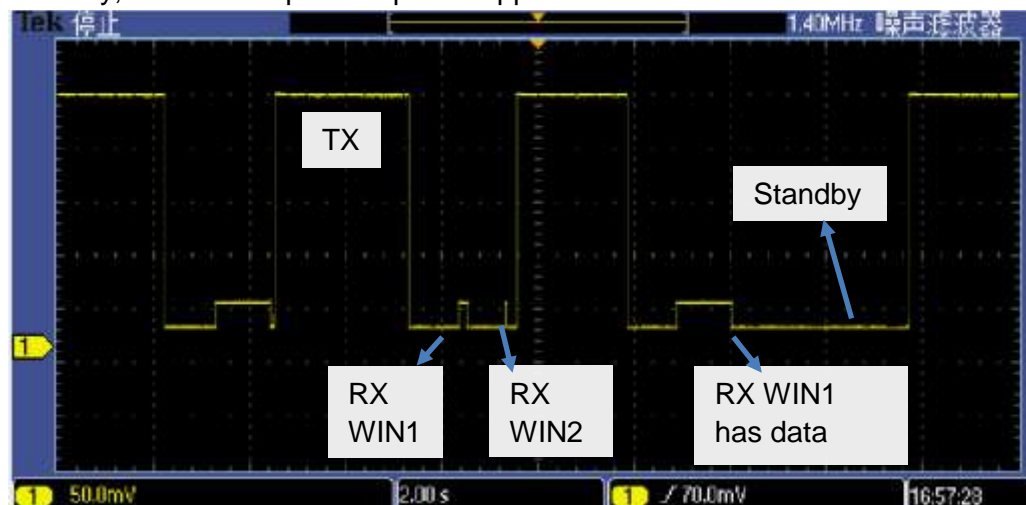 Tek 停止
1.40MHz 噪声滤波器
TX
Standby
1
RX
WIN1
RX
WIN2
RX WIN1
has data
1 50.0mV
2.00 s
1 70.0mV
16:57:28